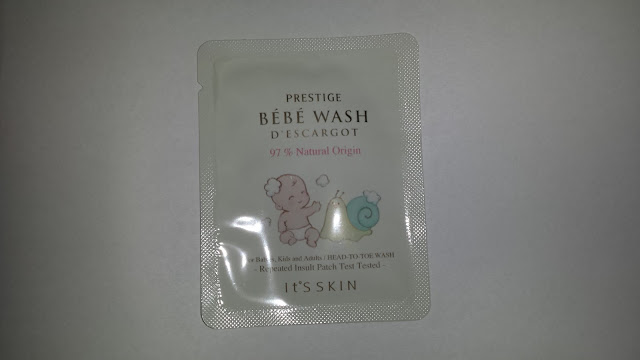 PRESTIGE
BÉBÉ WASH
D'ESCARGOT
97 % Natural Origin
Babies, Kids and Adults / HEAD-TO-TOE WASH
- Repeated Insult Patch Test Tested -
It'S SKIN